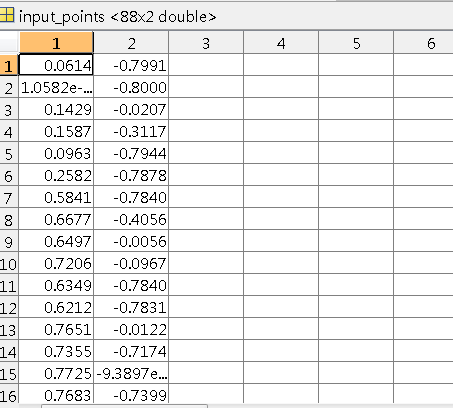 input_points <88x2 double>
1 2 3 4 5 6
1 0.0614 -0.7991
2 1.0582e-... -0.8000
3 0.1429 -0.0207
4 0.1587 -0.3117
5 0.0963 -0.7944
6 0.2582 -0.7878
7 0.5841 -0.7840
8 0.6677 -0.4056
9 0.6497 -0.0056
10 0.7206 -0.0967
11 0.6349 -0.7840
12 0.6212 -0.7831
13 0.7651 -0.0122
14 0.7355 -0.7174
15 0.7725 -9.3897e...
16 0.7683 -0.7399